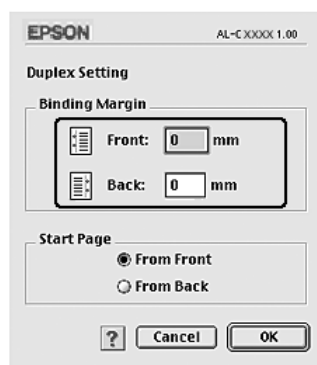 EPSON AL-C XXXX 1.00
Duplex Setting
Binding Margin
Front: 0 mm
Back: 0 mm
Start Page
From Front
From Back
? Cancel OK